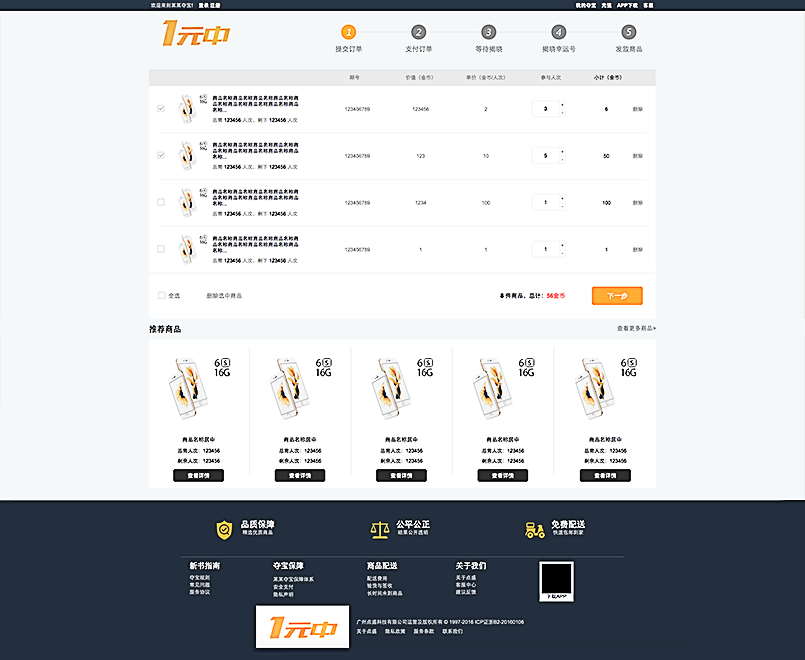 欢迎来到某某夺宝! 登录 注册
我的夺宝 充值 APP下载 客服
1元中
1 2 3 4 5
提交订单 支付订单 等待揭晓 揭晓幸运号 发放商品
期号 价值（金币） 单价（金币/人次） 参与人次 小计（金币）
6S
16G
商品名称商品名称商品名称商品
名称商品名称商品名称商品名称
名称...
总需 123456 人次，剩下 123456 人次
123456789 123456 2 3 + - 6 删除
6S
16G
商品名称商品名称商品名称商品
名称商品名称商品名称商品名称
名称...
总需 123456 人次，剩下 123456 人次
123456789 123 10 5 + - 50 删除
6S
16G
商品名称商品名称商品名称商品
名称商品名称商品名称商品名称
名称...
总需 123456 人次，剩下 123456 人次
123456789 1234 100 1 + - 100 删除
6S
16G
商品名称商品名称商品名称商品
名称商品名称商品名称商品名称
名称...
总需 123456 人次，剩下 123456 人次
123456789 1 1 1 + - 1 删除
全选 删除选中商品 8 件商品，总计：56金币 下一步
推荐商品 查看更多商品>
6S 6S 6S 6S 6S
16G 16G 16G 16G 16G
商品名称居中 商品名称居中 商品名称居中 商品名称居中 商品名称居中
总需人次：123456 总需人次：123456 总需人次：123456 总需人次：123456 总需人次：123456
剩余人次：123456 剩余人次：123456 剩余人次：123456 剩余人次：123456 剩余人次：123456
查看详情 查看详情 查看详情 查看详情 查看详情
品质保障 公平公正 免费配送
精选优质商品 结果公开透明 快速包邮到家
新书指南 夺宝保障 商品配送 关于我们
夺宝规则 某某夺宝保障体系 配送费用 关于点盛
常见问题 安全支付 验货与签收 客服中心
服务协议 隐私声明 长时间未到商品 建议反馈
下载APP
1元中
广州点盛科技有限公司运营及版权所有 © 1997-2016 ICP证浙B2-20160106
关于点盛 隐私政策 服务条款 联系我们